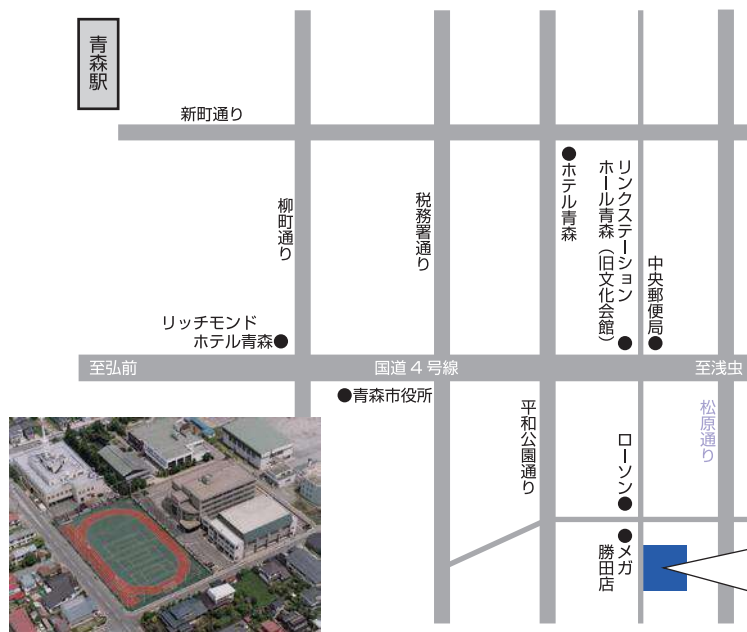 青森駅
新町通り
柳町通り
税務署通り
ホテル青森
リンクステーション
ホール青森（旧文化会館）
中央郵便局
リッチモンド
ホテル青森
至弘前
国道4号線
至浅虫
青森市役所
平和公園通り
ローソン
松原通り
メガ
勝田店